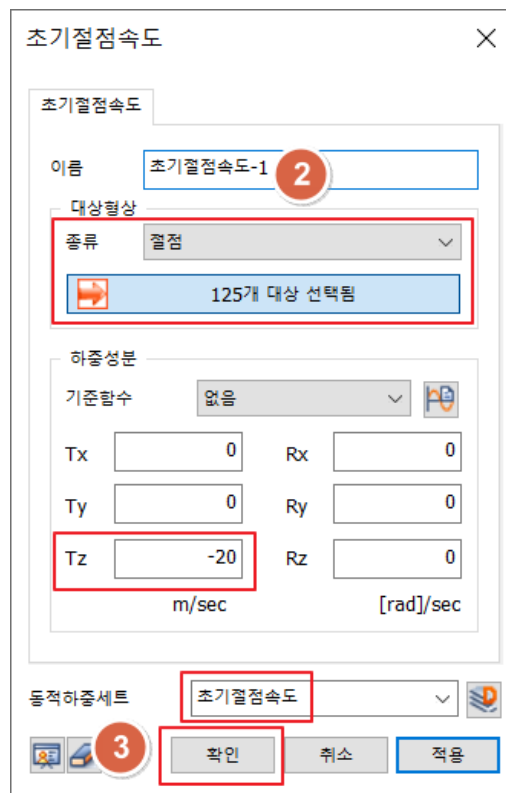 초기절점속도
초기절점속도
이름 초기절점속도-1 2
대상형상
종류 절점
125개 대상 선택됨
하중성분
기준함수 없음
Tx 0 Rx 0
Ty 0 Ry 0
Tz -20 Rz 0
m/sec [rad]/sec
동적하중세트 초기절점속도
3 확인 취소 적용